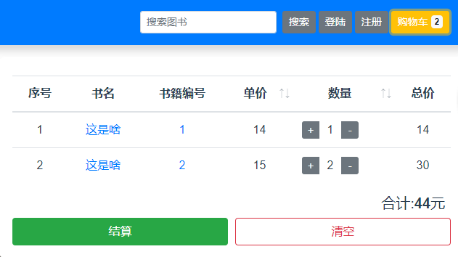 搜索图书 搜索 登陆 注册 购物车 2
序号 书名 书籍编号 单价 ↑↓ 数量 ↑↓ 总价
1 这是啥 1 14 + 1 - 14
2 这是啥 2 15 + 2 - 30
合计:44元
结算 清空